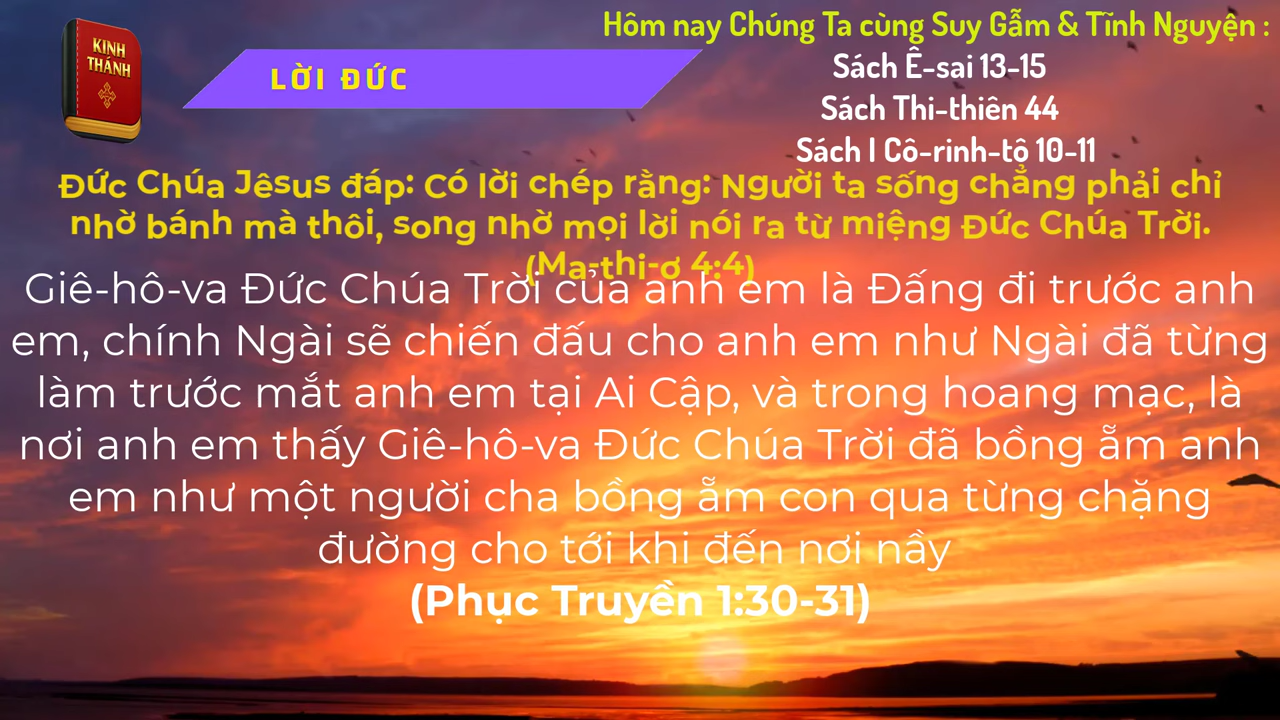 Hôm nay Chúng Ta cùng Suy Gẫm & Tĩnh Nguyện :
Sách Ê-sai 13-15
Sách Thi-thiên 44
Sách I Cô-rinh-tô 10-11
KINH
THÁNH
LỜI ĐỨC
Đức Chúa Jêsus đáp: Có lời chép rằng: Người ta sống chẳng phải chỉ
nhờ bánh mà thôi, song nhờ mọi lời nói ra từ miệng Đức Chúa Trời.
(Ma-thi-ơ 4:4)
Giê-hô-va Đức Chúa Trời của anh em là Đấng đi trước anh
em, chính Ngài sẽ chiến đấu cho anh em như Ngài đã từng
làm trước mắt anh em tại Ai Cập, và trong hoang mạc, là
nơi anh em thấy Giê-hô-va Đức Chúa Trời đã bồng ẵm anh
em như một người cha bồng ẵm con qua từng chặng
đường cho tới khi đến nơi nầy
(Phục Truyền 1:30-31)